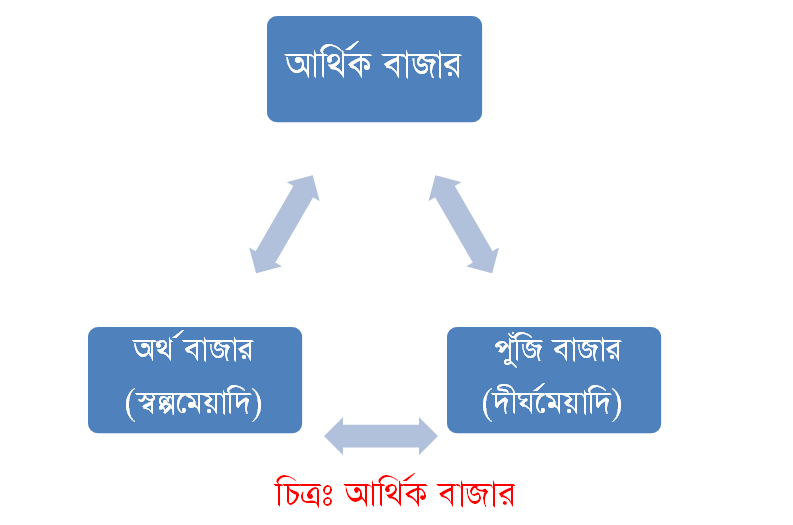 আর্থিক বাজার
অর্থ বাজার
(স্বল্পমেয়াদি)
পুঁজি বাজার
(দীর্ঘমেয়াদি)
চিত্রঃ আর্থিক বাজার